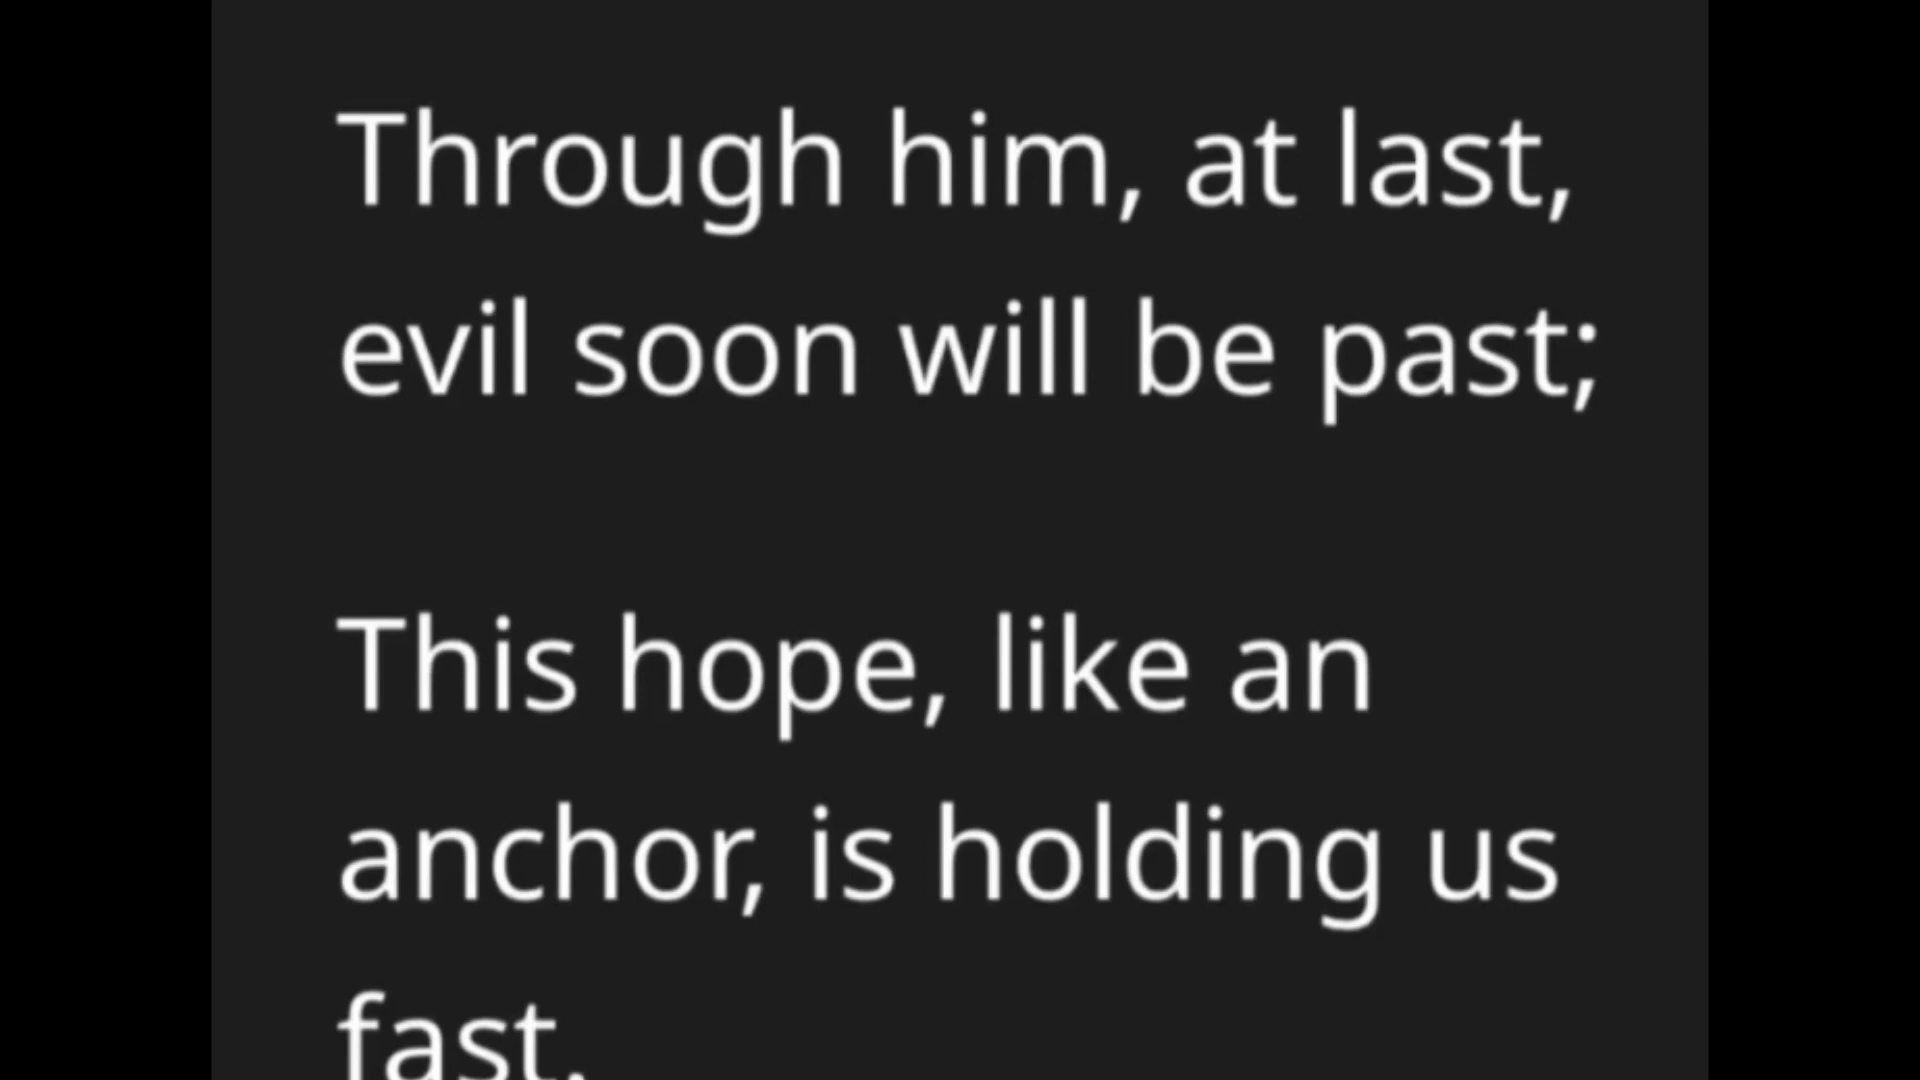 Through him, at last,
evil soon will be past;
This hope, like an
anchor, is holding us
fast.